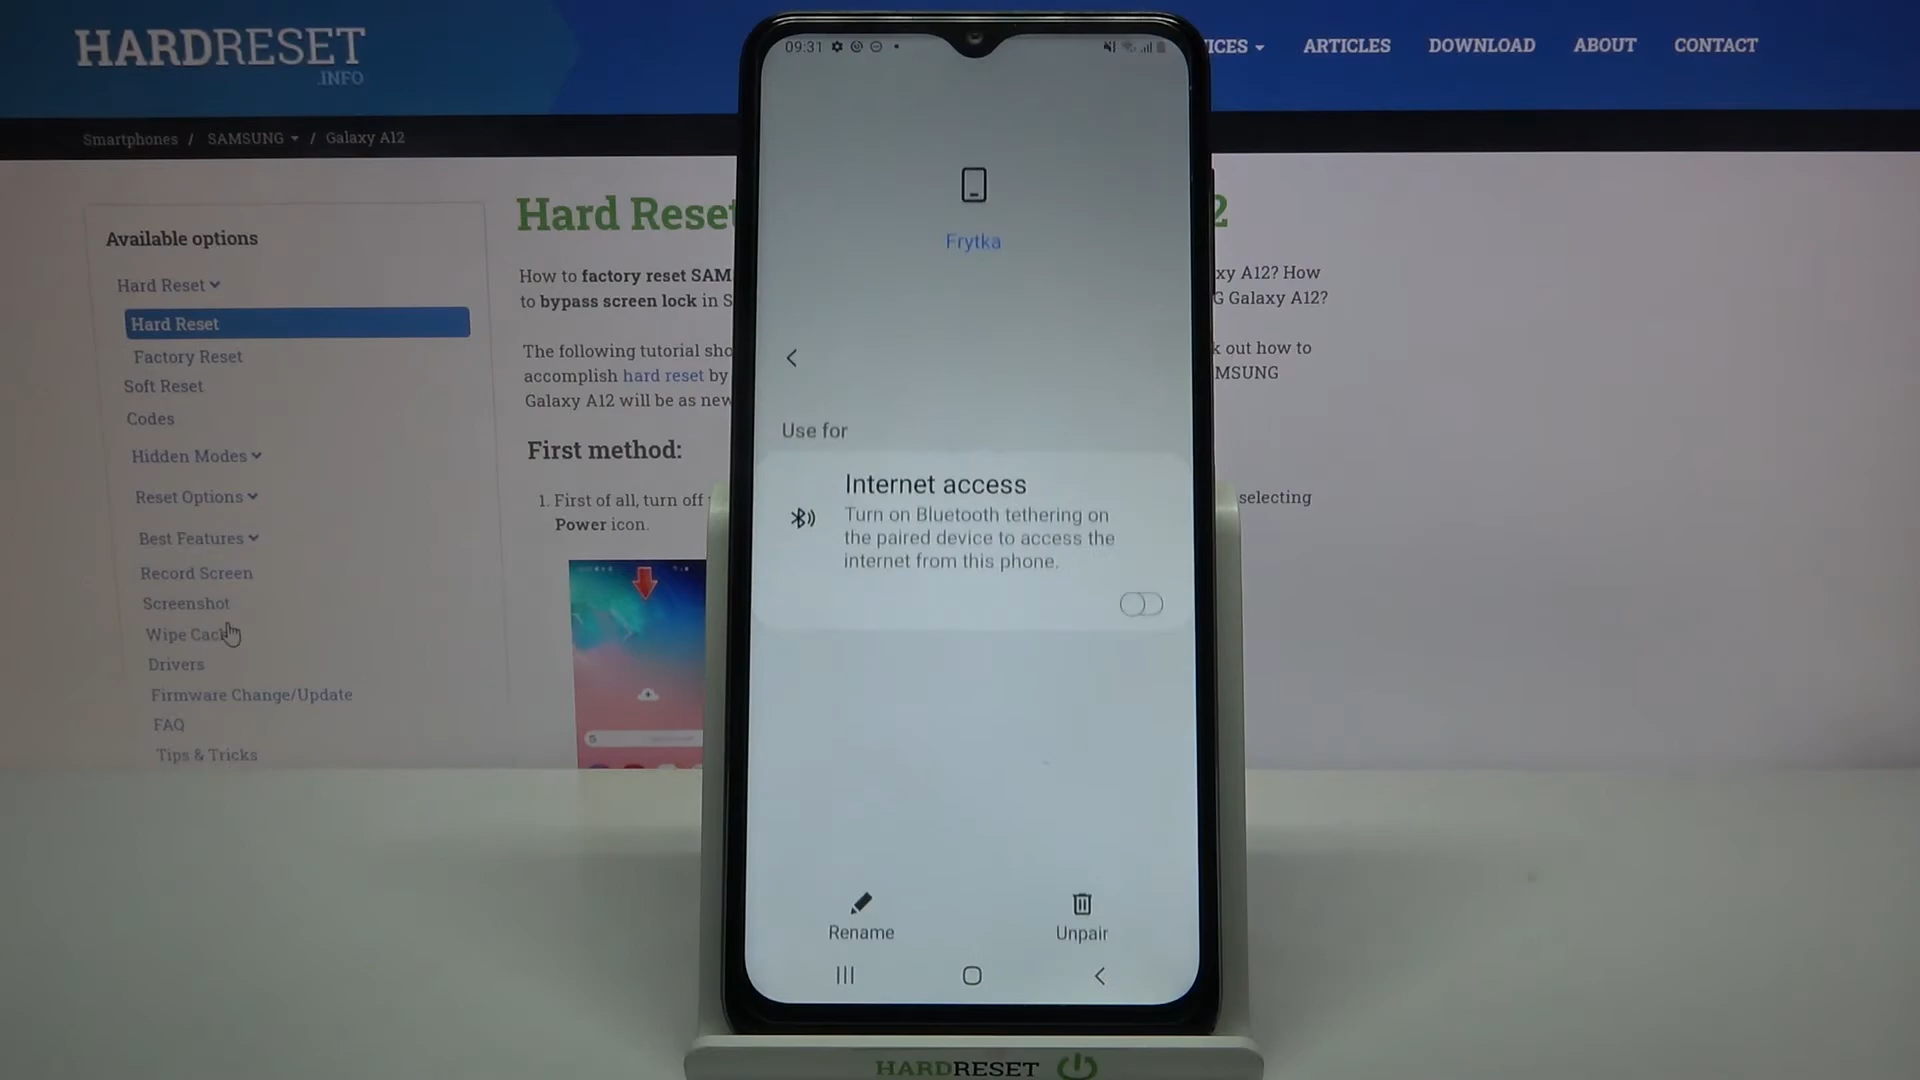 HARDRESET
.INFO
ICES
ARTICLES
DOWNLOAD
ABOUT
CONTACT
Smartphones / SAMSUNG / Galaxy A12
Available options
Hard Reset
Hard Reset
Factory Reset
Soft Reset
Codes
Hidden Modes
Reset Options
Best Features
Record Screen
Screenshot
Wipe Cac
Drivers
Firmware Change/Update
FAQ
Tips & Tricks
Hard Reset 2
How to factory reset SAM xy A12? How
to bypass screen lock in S G Galaxy A12?
The following tutorial sho k out how to
accomplish hard reset by MSUNG
Galaxy A12 will be as new
First method:
1. First of all, turn off selecting
Power icon.
09:31
Frytka
Use for
Internet access
Turn on Bluetooth tethering on
the paired device to access the
internet from this phone.
Rename
Unpair
HARDRESET